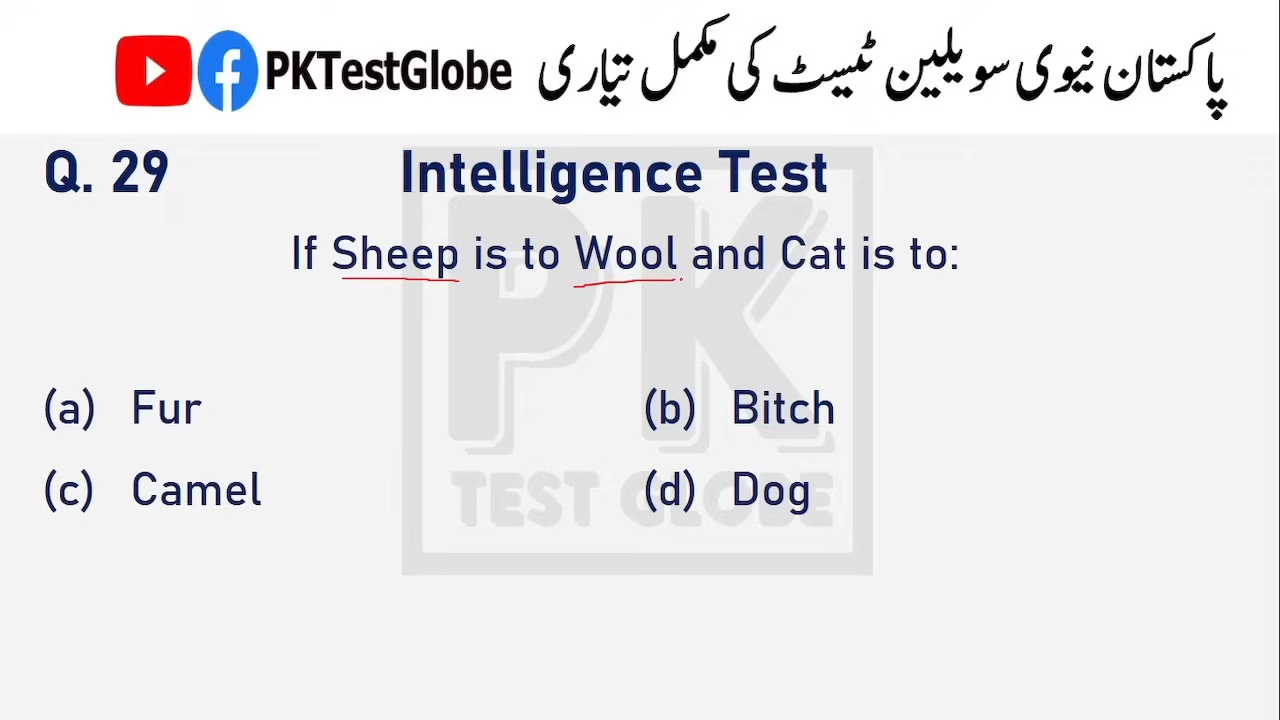 PKTestGlobe پاکستان نیوی سویلین ٹیسٹ کی مکمل تیاری
Q. 29 Intelligence Test
If Sheep is to Wool and Cat is to:
(a) Fur (b) Bitch
(c) Camel (d) Dog
PK
TEST GLOBE